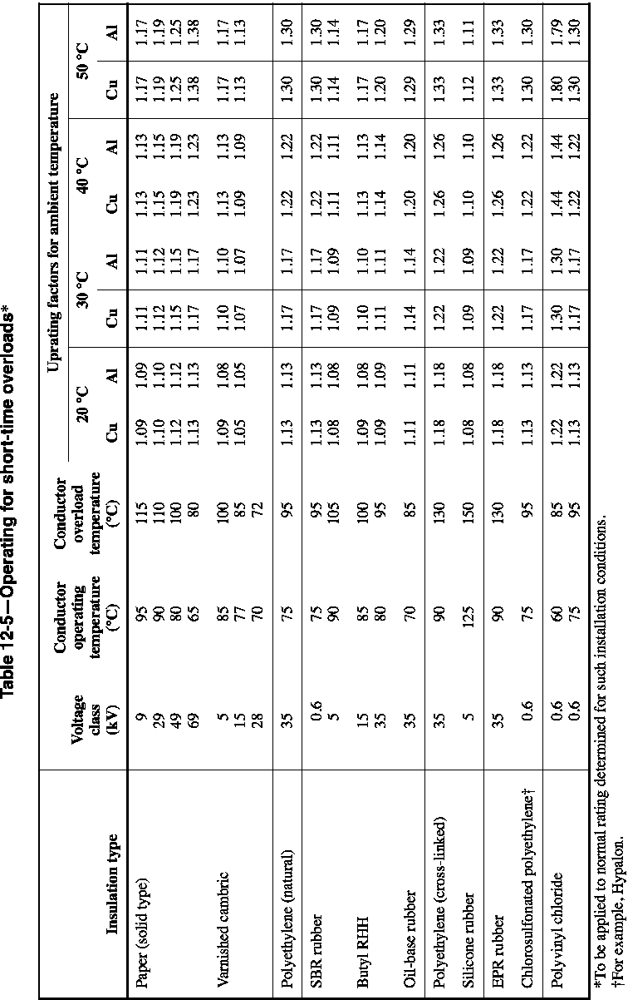 Table 12-5—Operating for short-time overloads*
Insulation type | Voltage class (kV) | Conductor operating temperature (°C) | Conductor overload temperature (°C) | Uprating factors for ambient temperature
20 °C | 30 °C | 40 °C | 50 °C
Cu | Al | Cu | Al | Cu | Al | Cu | Al
Paper (solid type) | 9 | 95 | 115 | 1.09 | 1.09 | 1.11 | 1.11 | 1.13 | 1.13 | 1.17 | 1.17
29 | 90 | 110 | 1.10 | 1.10 | 1.12 | 1.12 | 1.15 | 1.15 | 1.19 | 1.19
49 | 80 | 100 | 1.12 | 1.12 | 1.15 | 1.15 | 1.19 | 1.19 | 1.25 | 1.25
69 | 65 | 80 | 1.13 | 1.13 | 1.17 | 1.17 | 1.23 | 1.23 | 1.38 | 1.38
Varnished cambric | 5 | 85 | 100 | 1.09 | 1.08 | 1.10 | 1.10 | 1.13 | 1.13 | 1.17 | 1.17
15 | 77 | 85 | 1.05 | 1.05 | 1.07 | 1.07 | 1.09 | 1.09 | 1.13 | 1.13
28 | 70 | 72
Polyethylene (natural) | 35 | 75 | 95 | 1.13 | 1.13 | 1.17 | 1.17 | 1.22 | 1.22 | 1.30 | 1.30
SBR rubber | 0.6 | 75 | 95 | 1.13 | 1.13 | 1.17 | 1.17 | 1.22 | 1.22 | 1.30 | 1.30
5 | 90 | 105 | 1.08 | 1.08 | 1.09 | 1.09 | 1.11 | 1.11 | 1.14 | 1.14
Butyl RHH | 15 | 85 | 100 | 1.09 | 1.08 | 1.10 | 1.10 | 1.13 | 1.13 | 1.17 | 1.17
35 | 80 | 95 | 1.09 | 1.09 | 1.11 | 1.11 | 1.14 | 1.14 | 1.20 | 1.20
Oil-base rubber | 35 | 70 | 85 | 1.11 | 1.11 | 1.14 | 1.14 | 1.20 | 1.20 | 1.29 | 1.29
Polyethylene (cross-linked) | 35 | 90 | 130 | 1.18 | 1.18 | 1.22 | 1.22 | 1.26 | 1.26 | 1.33 | 1.33
Silicone rubber | 5 | 125 | 150 | 1.08 | 1.08 | 1.09 | 1.09 | 1.10 | 1.10 | 1.12 | 1.11
EPR rubber | 35 | 90 | 130 | 1.18 | 1.18 | 1.22 | 1.22 | 1.26 | 1.26 | 1.33 | 1.33
Chlorosulfonated polyethylene† | 0.6 | 75 | 95 | 1.13 | 1.13 | 1.17 | 1.17 | 1.22 | 1.22 | 1.30 | 1.30
Polyvinyl chloride | 0.6 | 60 | 85 | 1.22 | 1.22 | 1.30 | 1.30 | 1.44 | 1.44 | 1.80 | 1.79
0.6 | 75 | 95 | 1.13 | 1.13 | 1.17 | 1.17 | 1.22 | 1.22 | 1.30 | 1.30
*To be applied to normal rating determined for such installation conditions.
†For example, Hypalon.